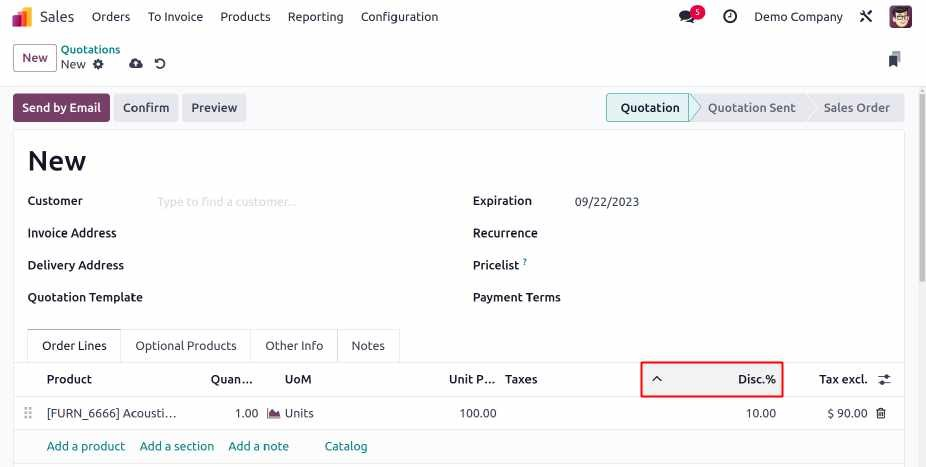 Sales Orders To Invoice Products Reporting Configuration 5 Demo Company
New Quotations
New
Send by Email Confirm Preview Quotation Quotation Sent Sales Order
New
Customer Type to find a customer... Expiration 09/22/2023
Invoice Address Recurrence
Delivery Address Pricelist ?
Quotation Template Payment Terms
Order Lines Optional Products Other Info Notes
Product Quan... UoM Unit P... Taxes Disc.% Tax excl.
[FURN_6666] Acousti... 1.00 Units 100.00 10.00 $ 90.00
Add a product Add a section Add a note Catalog